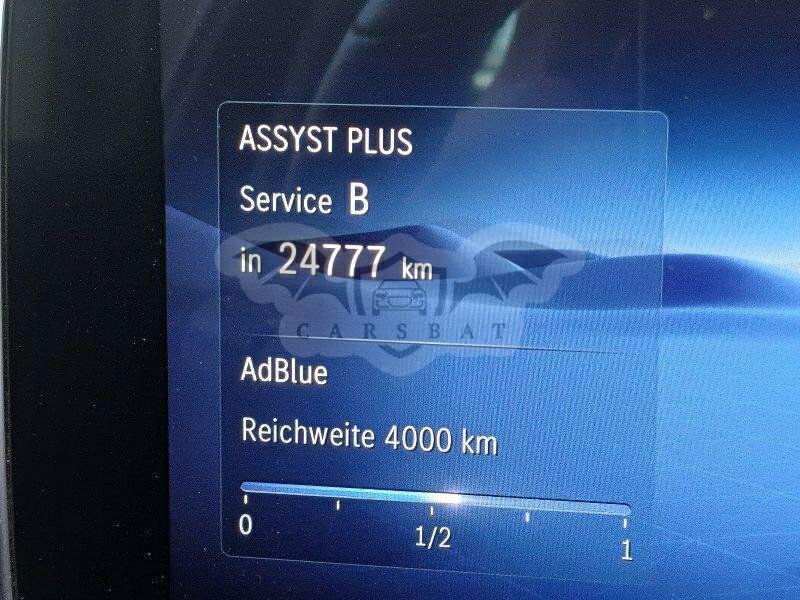 ASSYST PLUS
Service B
in 24777 km
CARSBAT
AdBlue
Reichweite 4000 km
0 1/2 1